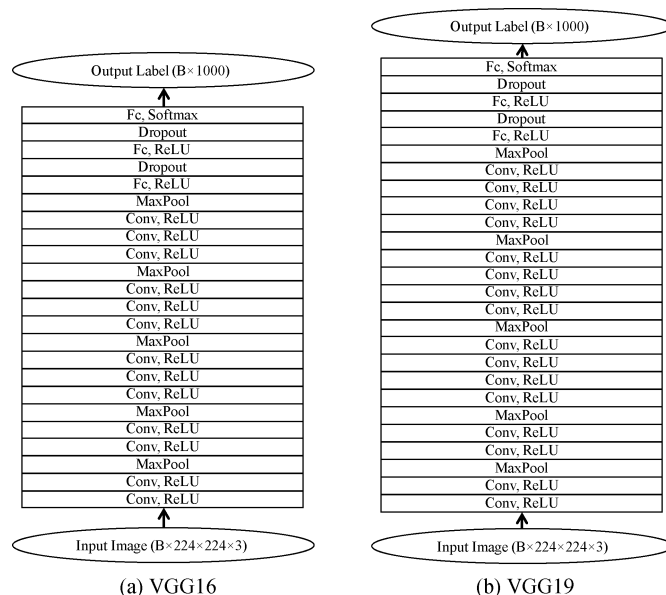 Output Label (B×1000)
Fc, Softmax
Dropout
Fc, ReLU
Dropout
Fc, ReLU
MaxPool
Conv, ReLU
Conv, ReLU
Conv, ReLU
MaxPool
Conv, ReLU
Conv, ReLU
Conv, ReLU
MaxPool
Conv, ReLU
Conv, ReLU
Conv, ReLU
MaxPool
Conv, ReLU
Conv, ReLU
MaxPool
Conv, ReLU
Conv, ReLU
Input Image (B×224×224×3)
(a) VGG16
Output Label (B×1000)
Fc, Softmax
Dropout
Fc, ReLU
Dropout
Fc, ReLU
MaxPool
Conv, ReLU
Conv, ReLU
Conv, ReLU
Conv, ReLU
MaxPool
Conv, ReLU
Conv, ReLU
Conv, ReLU
Conv, ReLU
MaxPool
Conv, ReLU
Conv, ReLU
Conv, ReLU
Conv, ReLU
MaxPool
Conv, ReLU
Conv, ReLU
MaxPool
Conv, ReLU
Conv, ReLU
Input Image (B×224×224×3)
(b) VGG19